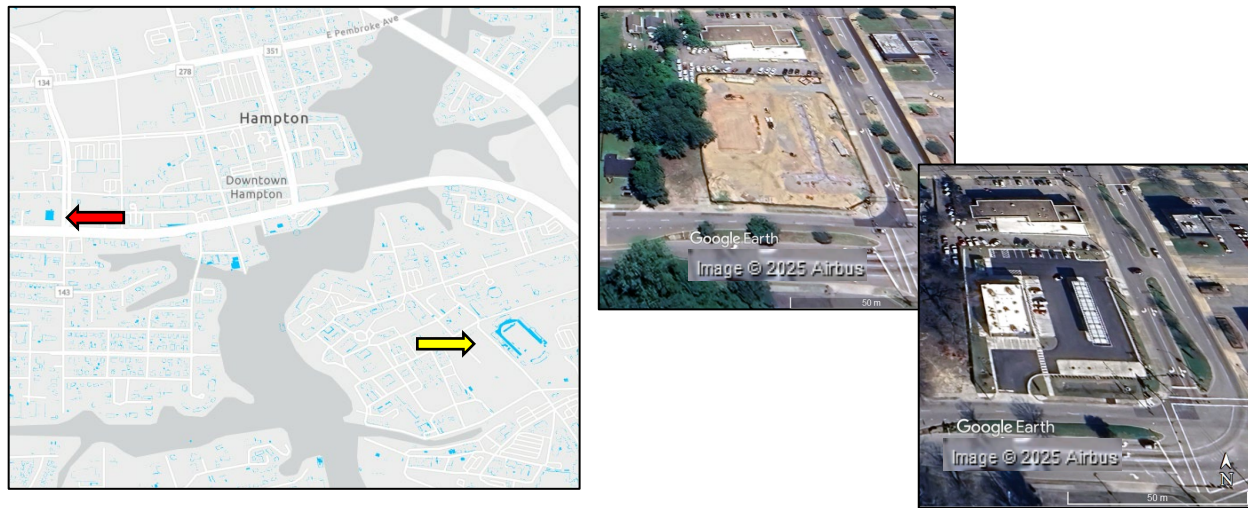 E Pembroke Ave
351
134
278
Hampton
Downtown
Hampton
143
Google Earth
Image © 2025 Airbus
50 m
Google Earth
Image © 2025 Airbus
N
50 m